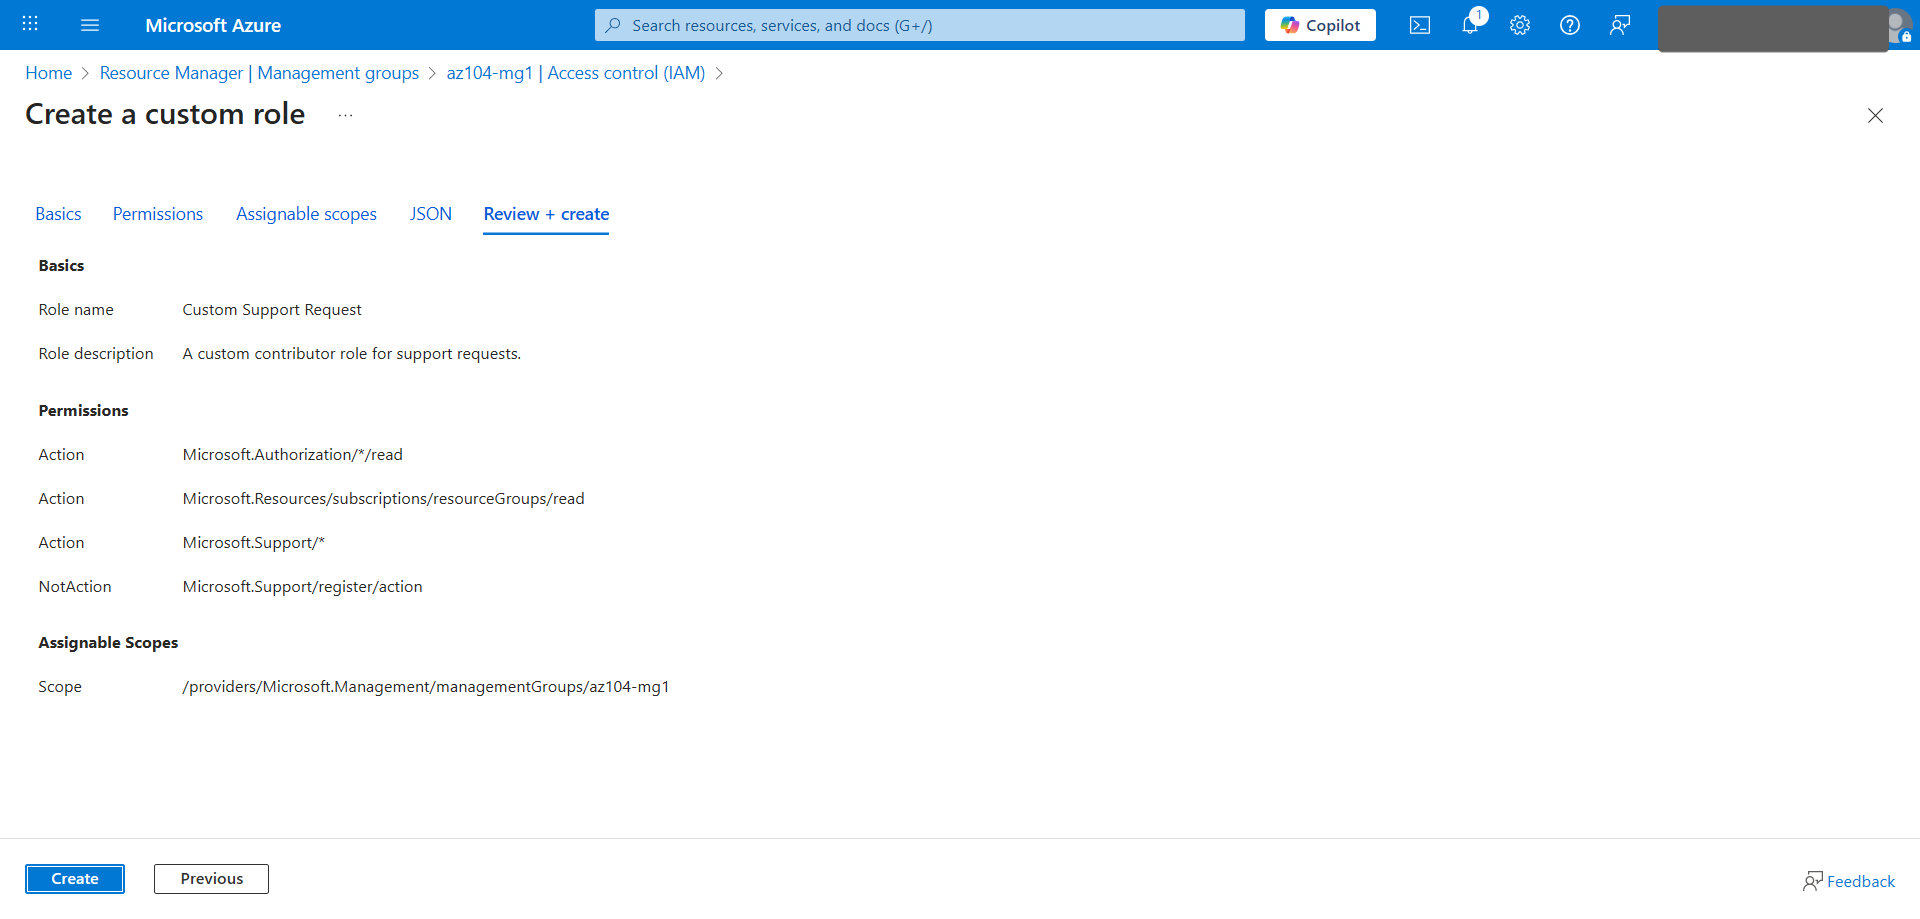 Microsoft Azure
Search resources, services, and docs (G+/)
Copilot
1
Home > Resource Manager | Management groups > az104-mg1 | Access control (IAM) >
Create a custom role ...
Basics Permissions Assignable scopes JSON Review + create
Basics
Role name Custom Support Request
Role description A custom contributor role for support requests.
Permissions
Action Microsoft.Authorization/*/read
Action Microsoft.Resources/subscriptions/resourceGroups/read
Action Microsoft.Support/*
NotAction Microsoft.Support/register/action
Assignable Scopes
Scope /providers/Microsoft.Management/managementGroups/az104-mg1
Create Previous
Feedback